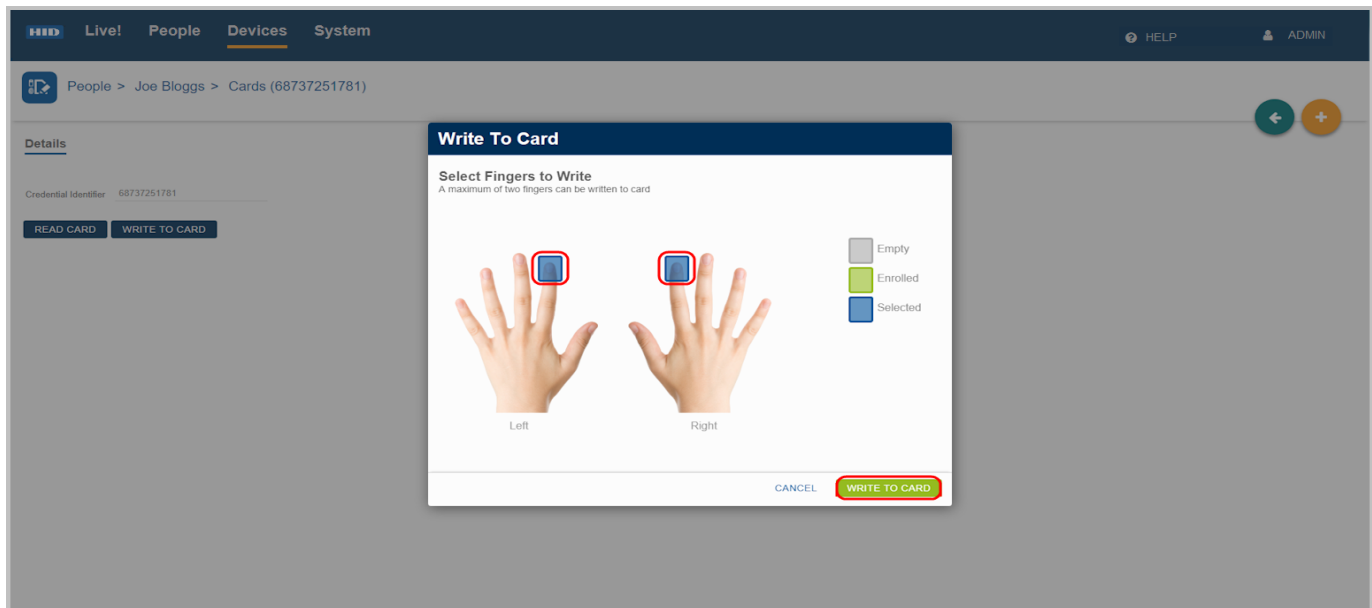 HID Live! People Devices System HELP ADMIN
People > Joe Bloggs > Cards (68737251781)
Details
Credential Identifier 68737251781
READ CARD WRITE TO CARD
Write To Card
Select Fingers to Write
A maximum of two fingers can be written to card
Empty
Enrolled
Selected
Left Right
CANCEL WRITE TO CARD